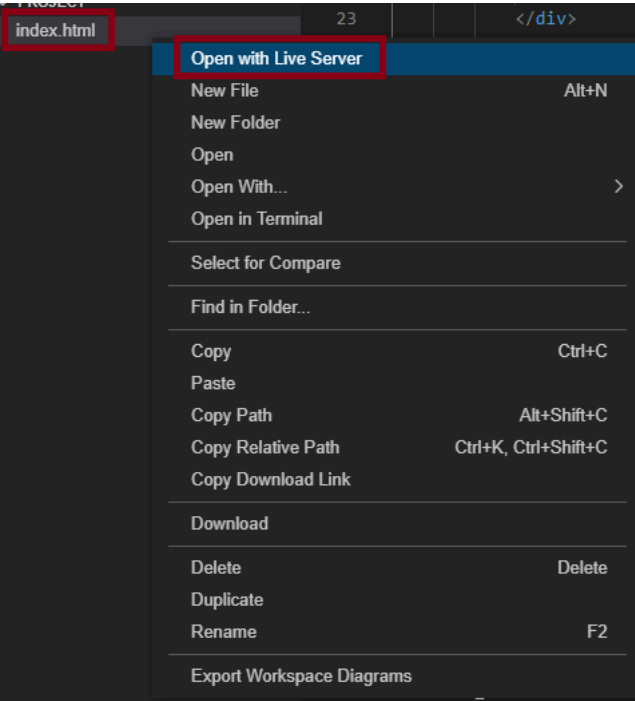 PROJECT
index.html
23 </div>
Open with Live Server
New File Alt+N
New Folder
Open
Open With...
Open in Terminal
Select for Compare
Find in Folder...
Copy Ctrl+C
Paste
Copy Path Alt+Shift+C
Copy Relative Path Ctrl+K, Ctrl+Shift+C
Copy Download Link
Download
Delete Delete
Duplicate
Rename F2
Export Workspace Diagrams